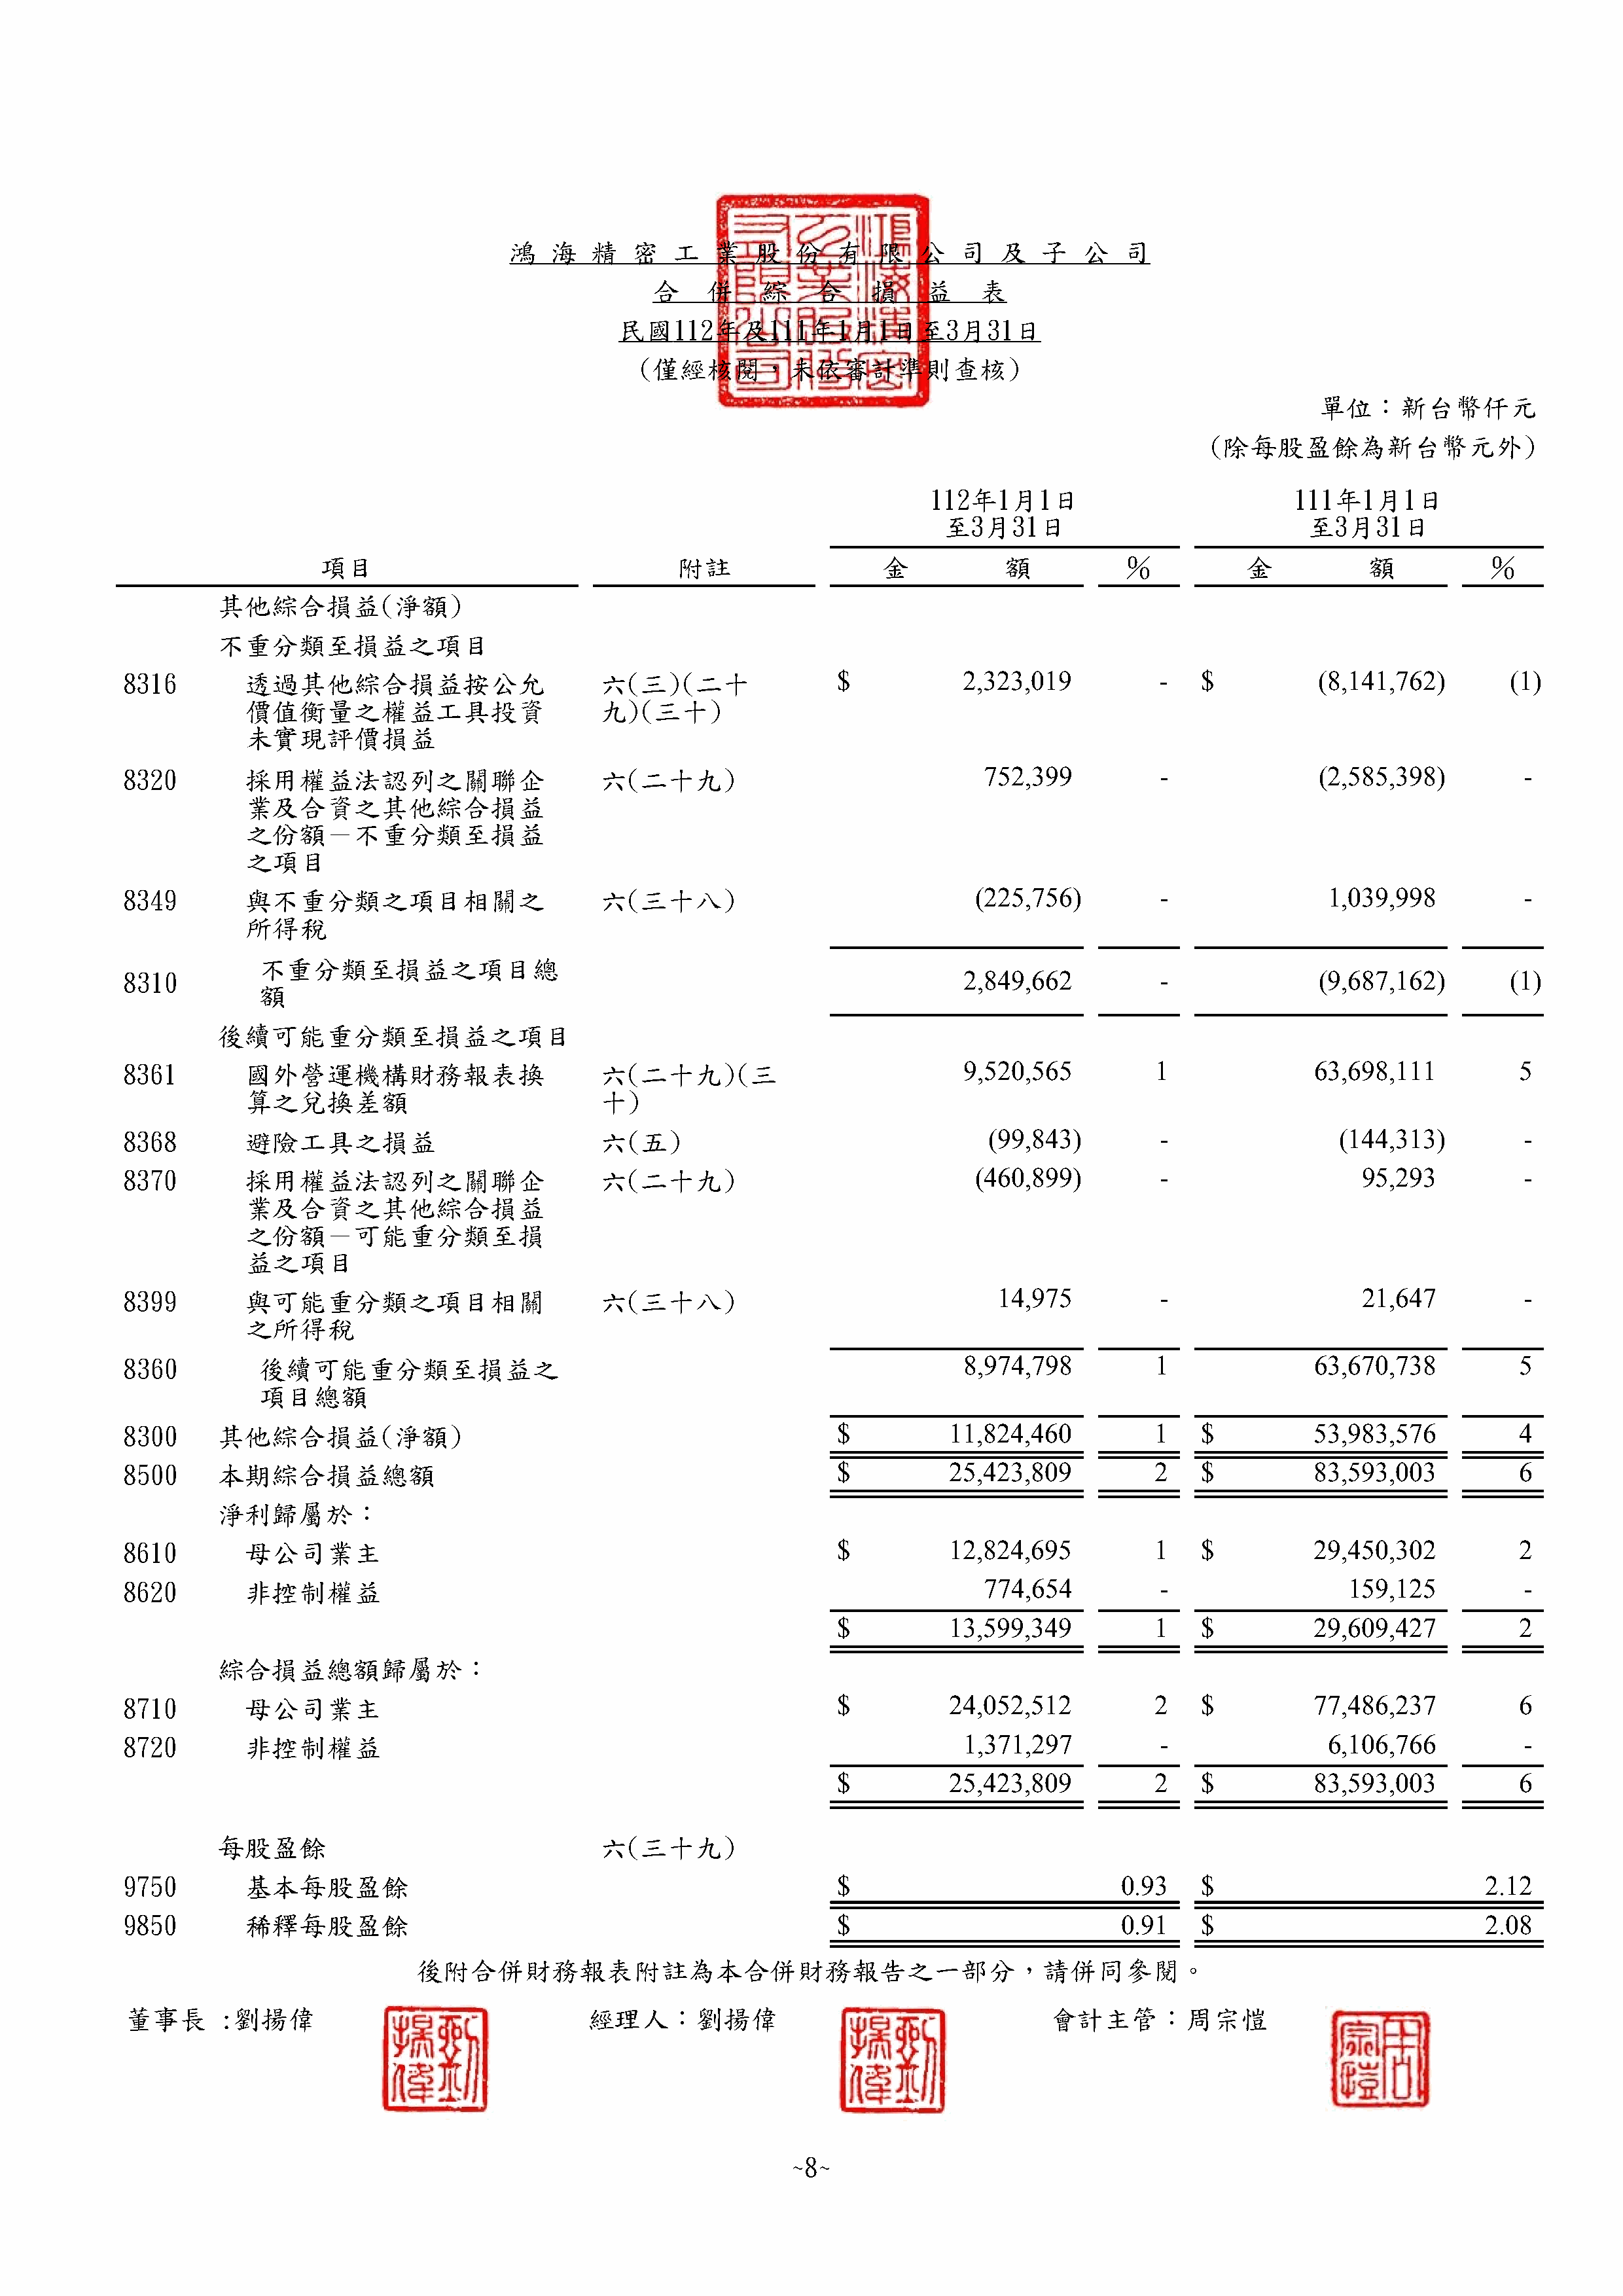 鴻海精密工業股份有限公司及子公司
合併綜合損益表
民國112年及111年1月1日至3月31日
(僅經核閱，未依審計準則查核)
單位：新台幣仟元
(除每股盈餘為新台幣元外)
112年1月1日 111年1月1日
至3月31日 至3月31日
項目 附註 金額 % 金額 %
其他綜合損益(淨額)
不重分類至損益之項目
8316 透過其他綜合損益按公允 六(三)(二十 $ 2,323,019 - $ (8,141,762) (1)
價值衡量之權益工具投資 九)(三十)
未實現評價損益
8320 採用權益法認列之關聯企 六(二十九) 752,399 - (2,585,398) -
業及合資之其他綜合損益
之份額－不重分類至損益
之項目
8349 與不重分類之項目相關之 六(三十八) (225,756) - 1,039,998 -
所得稅
8310 不重分類至損益之項目總 2,849,662 - (9,687,162) (1)
額
後續可能重分類至損益之項目
8361 國外營運機構財務報表換 六(二十九)(三 9,520,565 1 63,698,111 5
算之兌換差額 十)
8368 避險工具之損益 六(五) (99,843) - (144,313) -
8370 採用權益法認列之關聯企 六(二十九) (460,899) - 95,293 -
業及合資之其他綜合損益
之份額－可能重分類至損
益之項目
8399 與可能重分類之項目相關 六(三十八) 14,975 - 21,647 -
之所得稅
8360 後續可能重分類至損益之 8,974,798 1 63,670,738 5
項目總額
8300 其他綜合損益(淨額) $ 11,824,460 1 $ 53,983,576 4
8500 本期綜合損益總額 $ 25,423,809 2 $ 83,593,003 6
淨利歸屬於：
8610 母公司業主 $ 12,824,695 1 $ 29,450,302 2
8620 非控制權益 774,654 - 159,125 -
$ 13,599,349 1 $ 29,609,427 2
綜合損益總額歸屬於：
8710 母公司業主 $ 24,052,512 2 $ 77,486,237 6
8720 非控制權益 1,371,297 - 6,106,766 -
$ 25,423,809 2 $ 83,593,003 6
每股盈餘 六(三十九)
9750 基本每股盈餘 $ 0.93 $ 2.12
9850 稀釋每股盈餘 $ 0.91 $ 2.08
後附合併財務報表附註為本合併財務報告之一部分，請併同參閱。
董事長 :劉揚偉 經理人：劉揚偉 會計主管：周宗愷
~8~